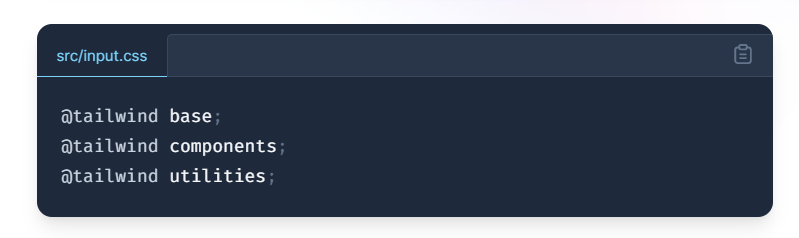 src/input.css
@tailwind base;
@tailwind components;
@tailwind utilities;